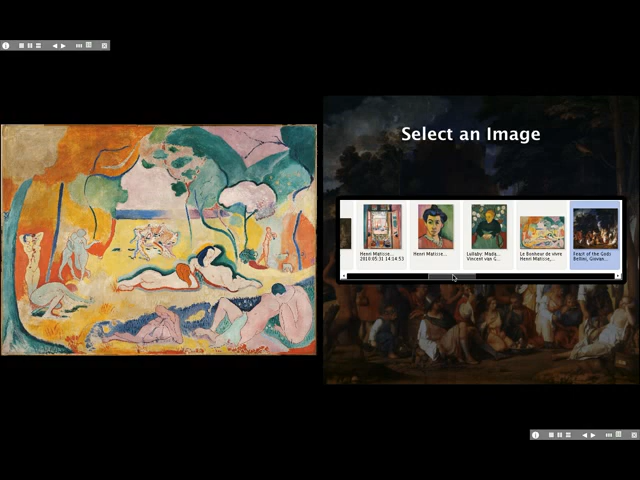 Select an Image
Henri Matisse...
2010:05:31 14:14:53
Henri Matisse...
Lullaby: Mada...
Vincent van G...
Le Bonheur de vivre
Henri Matisse,...
Feast of the Gods
Bellini, Giovan...